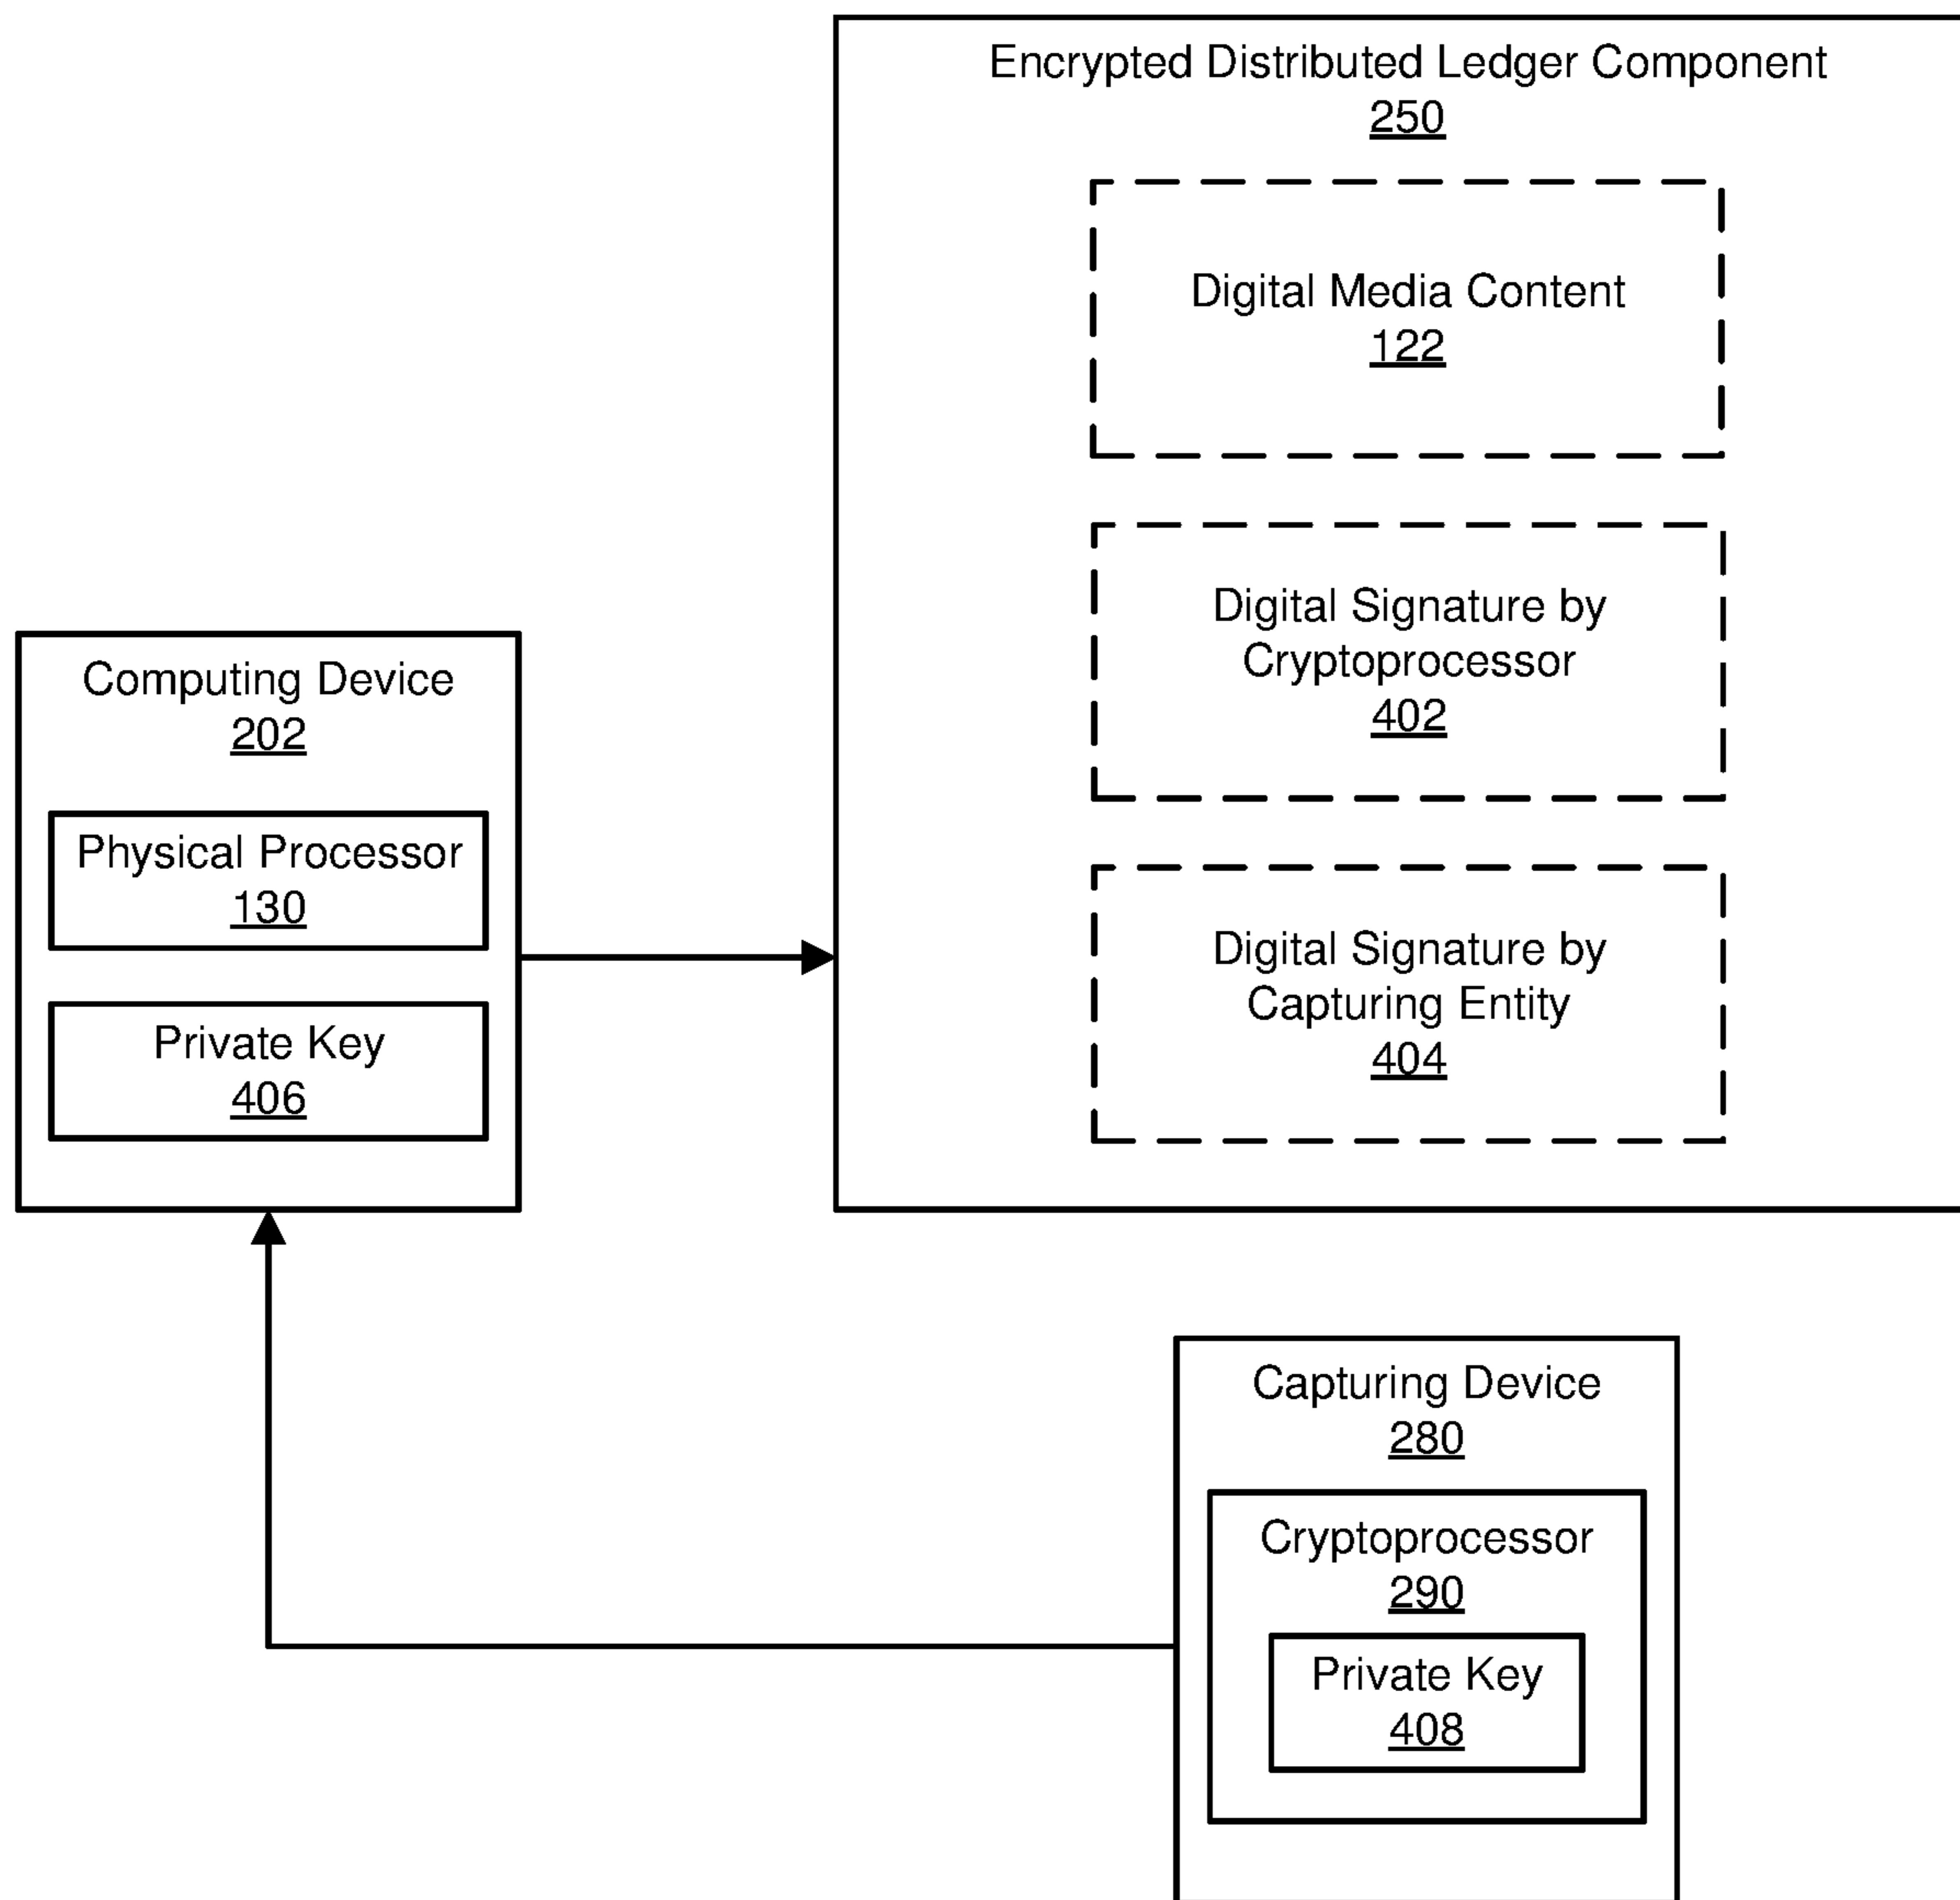 Encrypted Distributed Ledger Component
250
Digital Media Content
122
Digital Signature by
Cryptoprocessor
402
Digital Signature by
Capturing Entity
404
Computing Device
202
Physical Processor
130
Private Key
406
Capturing Device
280
Cryptoprocessor
290
Private Key
408